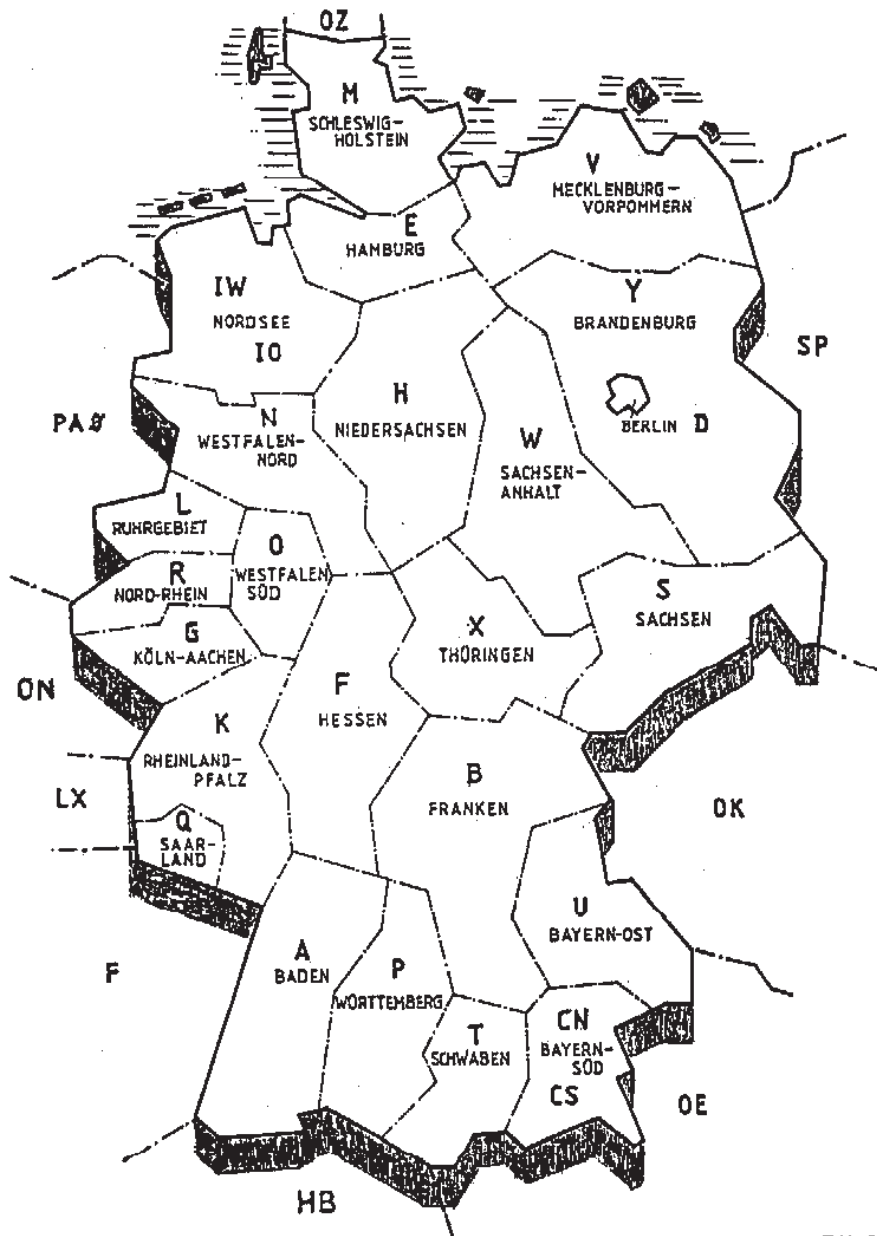 OZ
M
SCHLESWIG-
HOLSTEIN
V
MECKLENBURG-
VORPOMMERN
E
HAMBURG
IW
NORDSEE
IO
Y
BRANDENBURG
SP
PAØ
N
WESTFALEN-
NORD
H
NIEDERSACHSEN
W
SACHSEN-
ANHALT
BERLIN D
L
RUHRGEBIET
O
WESTFALEN
SÜD
R
NORD-RHEIN
G
KÖLN-AACHEN
X
THÜRINGEN
S
SACHSEN
ON
F
HESSEN
K
RHEINLAND-
PFALZ
B
FRANKEN
LX
OK
Q
SAAR-
LAND
U
BAYERN-OST
F
A
BADEN
P
WÜRTTEMBERG
T
SCHWABEN
CN
BAYERN-
SÜD
CS
OE
HB